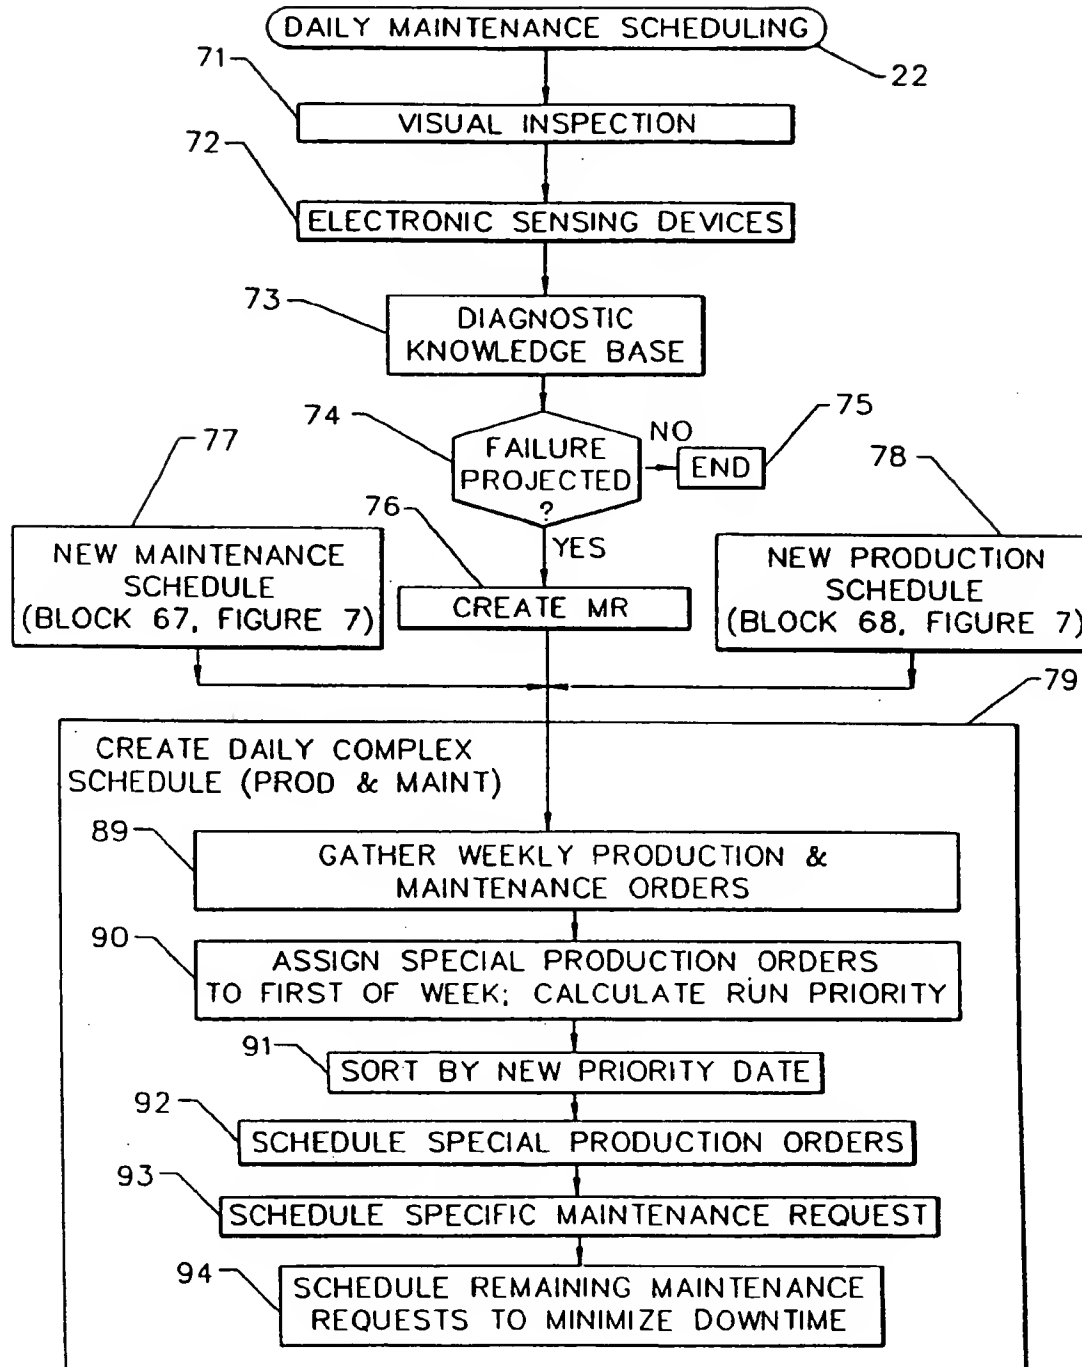 DAILY MAINTENANCE SCHEDULING
22
71
VISUAL INSPECTION
72
ELECTRONIC SENSING DEVICES
73
DIAGNOSTIC
KNOWLEDGE BASE
74
FAILURE
PROJECTED
?
NO
END
75
YES
76
CREATE MR
77
NEW MAINTENANCE
SCHEDULE
(BLOCK 67, FIGURE 7)
78
NEW PRODUCTION
SCHEDULE
(BLOCK 68, FIGURE 7)
79
CREATE DAILY COMPLEX
SCHEDULE (PROD & MAINT)
89
GATHER WEEKLY PRODUCTION &
MAINTENANCE ORDERS
90
ASSIGN SPECIAL PRODUCTION ORDERS
TO FIRST OF WEEK; CALCULATE RUN PRIORITY
91
SORT BY NEW PRIORITY DATE
92
SCHEDULE SPECIAL PRODUCTION ORDERS
93
SCHEDULE SPECIFIC MAINTENANCE REQUEST
94
SCHEDULE REMAINING MAINTENANCE
REQUESTS TO MINIMIZE DOWNTIME